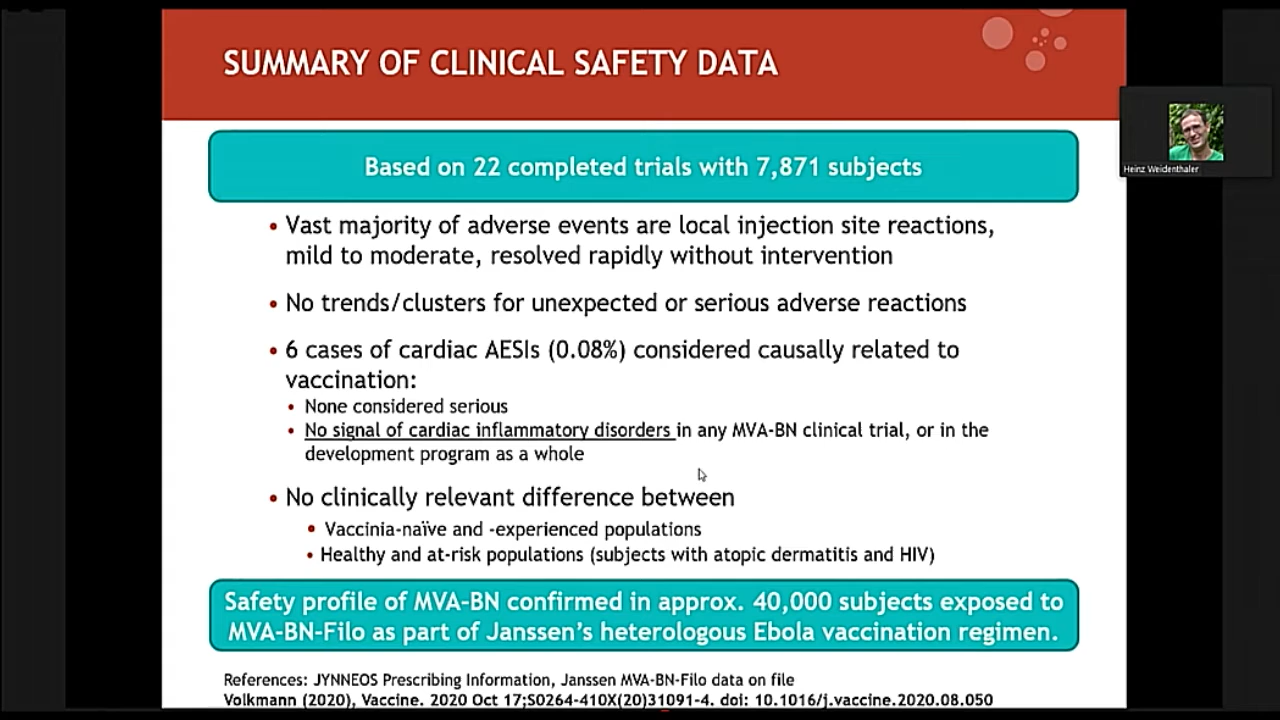 SUMMARY OF CLINICAL SAFETY DATA
Based on 22 completed trials with 7,871 subjects
Heinz Weidenthaler
• Vast majority of adverse events are local injection site reactions,
mild to moderate, resolved rapidly without intervention
• No trends/clusters for unexpected or serious adverse reactions
• 6 cases of cardiac AESIs (0.08%) considered causally related to
vaccination:
• None considered serious
• No signal of cardiac inflammatory disorders in any MVA-BN clinical trial, or in the
development program as a whole
• No clinically relevant difference between
• Vaccinia-naïve and -experienced populations
• Healthy and at-risk populations (subjects with atopic dermatitis and HIV)
Safety profile of MVA-BN confirmed in approx. 40,000 subjects exposed to
MVA-BN-Filo as part of Janssen’s heterologous Ebola vaccination regimen.
References: JYNNEOS Prescribing Information, Janssen MVA-BN-Filo data on file
Volkmann (2020), Vaccine. 2020 Oct 17;S0264-410X(20)31091-4. doi: 10.1016/j.vaccine.2020.08.050